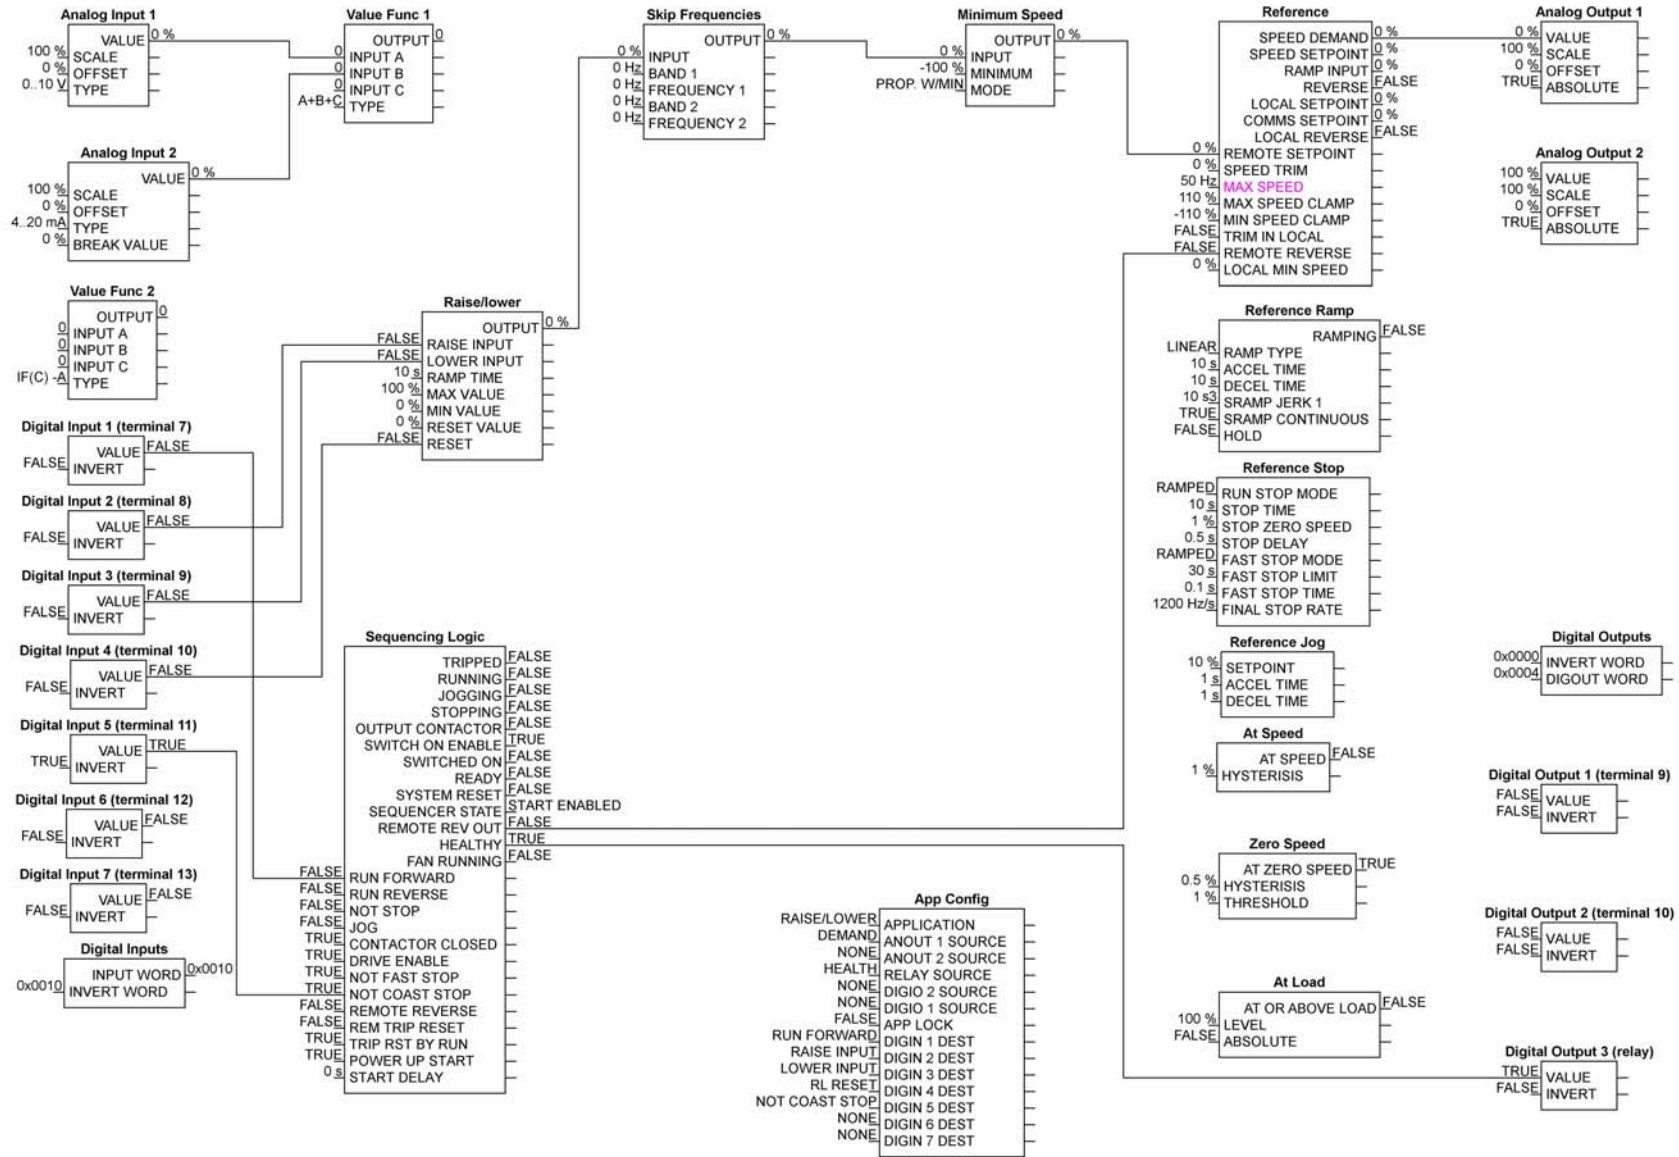 Analog Input 1
VALUE 0 %
100 % SCALE
0 % OFFSET
0..10 V TYPE
Analog Input 2
VALUE 0 %
100 % SCALE
0 % OFFSET
4..20 mA TYPE
0 % BREAK VALUE
Value Func 2
OUTPUT 0
0 INPUT A
0 INPUT B
0 INPUT C
IF(C) -A TYPE
Digital Input 1 (terminal 7)
VALUE FALSE
FALSE INVERT
Digital Input 2 (terminal 8)
VALUE FALSE
FALSE INVERT
Digital Input 3 (terminal 9)
VALUE FALSE
FALSE INVERT
Digital Input 4 (terminal 10)
VALUE FALSE
FALSE INVERT
Digital Input 5 (terminal 11)
VALUE TRUE
TRUE INVERT
Digital Input 6 (terminal 12)
VALUE FALSE
FALSE INVERT
Digital Input 7 (terminal 13)
VALUE FALSE
FALSE INVERT
Digital Inputs
INPUT WORD 0x0010
0x0010 INVERT WORD
Value Func 1
OUTPUT 0
0 INPUT A
0 INPUT B
0 INPUT C
A+B+C TYPE
Raise/lower
OUTPUT 0 %
FALSE RAISE INPUT
FALSE LOWER INPUT
10 s RAMP TIME
100 % MAX VALUE
0 % MIN VALUE
0 % RESET VALUE
FALSE RESET
Sequencing Logic
TRIPPED FALSE
RUNNING FALSE
JOGGING FALSE
STOPPING FALSE
OUTPUT CONTACTOR FALSE
SWITCH ON ENABLE TRUE
SWITCHED ON FALSE
READY FALSE
SYSTEM RESET FALSE
SEQUENCER STATE START ENABLED
REMOTE REV OUT FALSE
HEALTHY TRUE
FAN RUNNING FALSE
FALSE RUN FORWARD
FALSE RUN REVERSE
FALSE NOT STOP
FALSE JOG
TRUE CONTACTOR CLOSED
TRUE DRIVE ENABLE
TRUE NOT FAST STOP
TRUE NOT COAST STOP
FALSE REMOTE REVERSE
FALSE REM TRIP RESET
TRUE TRIP RST BY RUN
TRUE POWER UP START
0 s START DELAY
Skip Frequencies
OUTPUT 0 %
0 % INPUT
0 Hz BAND 1
0 Hz FREQUENCY 1
0 Hz BAND 2
0 Hz FREQUENCY 2
Minimum Speed
OUTPUT 0 %
0 % INPUT
-100 % MINIMUM
PROP. W/MIN MODE
App Config
RAISE/LOWER APPLICATION
DEMAND ANOUT 1 SOURCE
NONE ANOUT 2 SOURCE
HEALTH RELAY SOURCE
NONE DIGIO 2 SOURCE
NONE DIGIO 1 SOURCE
FALSE APP LOCK
RUN FORWARD DIGIN 1 DEST
RAISE INPUT DIGIN 2 DEST
LOWER INPUT DIGIN 3 DEST
RL RESET DIGIN 4 DEST
NOT COAST STOP DIGIN 5 DEST
NONE DIGIN 6 DEST
NONE DIGIN 7 DEST
Reference
SPEED DEMAND 0 %
SPEED SETPOINT 0 %
RAMP INPUT 0 %
REVERSE FALSE
LOCAL SETPOINT 0 %
COMMS SETPOINT 0 %
LOCAL REVERSE FALSE
0 % REMOTE SETPOINT
0 % SPEED TRIM
50 Hz MAX SPEED
110 % MAX SPEED CLAMP
-110 % MIN SPEED CLAMP
FALSE TRIM IN LOCAL
FALSE REMOTE REVERSE
0 % LOCAL MIN SPEED
Reference Ramp
RAMPING FALSE
LINEAR RAMP TYPE
10 s ACCEL TIME
10 s DECEL TIME
10 s3 SRAMP JERK 1
TRUE SRAMP CONTINUOUS
FALSE HOLD
Reference Stop
RAMPED RUN STOP MODE
10 s STOP TIME
1 % STOP ZERO SPEED
0.5 s STOP DELAY
RAMPED FAST STOP MODE
30 s FAST STOP LIMIT
0.1 s FAST STOP TIME
1200 Hz/s FINAL STOP RATE
Reference Jog
10 % SETPOINT
1 s ACCEL TIME
1 s DECEL TIME
At Speed
AT SPEED FALSE
1 % HYSTERISIS
Zero Speed
AT ZERO SPEED TRUE
0.5 % HYSTERISIS
1 % THRESHOLD
At Load
AT OR ABOVE LOAD FALSE
100 % LEVEL
FALSE ABSOLUTE
Analog Output 1
0 % VALUE
100 % SCALE
0 % OFFSET
TRUE ABSOLUTE
Analog Output 2
100 % VALUE
100 % SCALE
0 % OFFSET
TRUE ABSOLUTE
Digital Outputs
0x0000 INVERT WORD
0x0004 DIGOUT WORD
Digital Output 1 (terminal 9)
FALSE VALUE
FALSE INVERT
Digital Output 2 (terminal 10)
FALSE VALUE
FALSE INVERT
Digital Output 3 (relay)
TRUE VALUE
FALSE INVERT